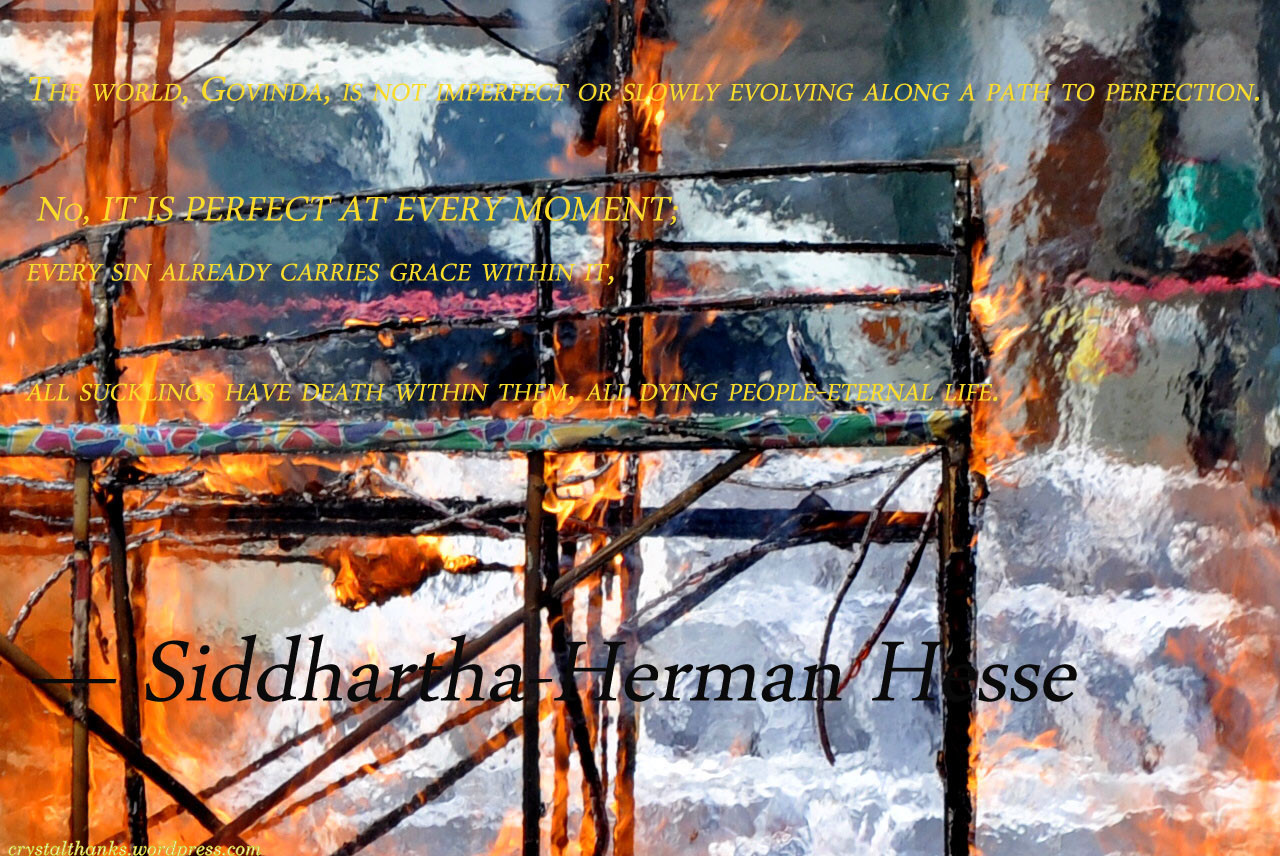 The world, Govinda, is not imperfect or slowly evolving along a path to perfection.
No, IT IS PERFECT AT EVERY MOMENT;
every sin already carries grace within it,
all sucklings have death within them, all dying people-eternal life.
— Siddhartha-Herman Hesse
crystalthanks.wordpress.com